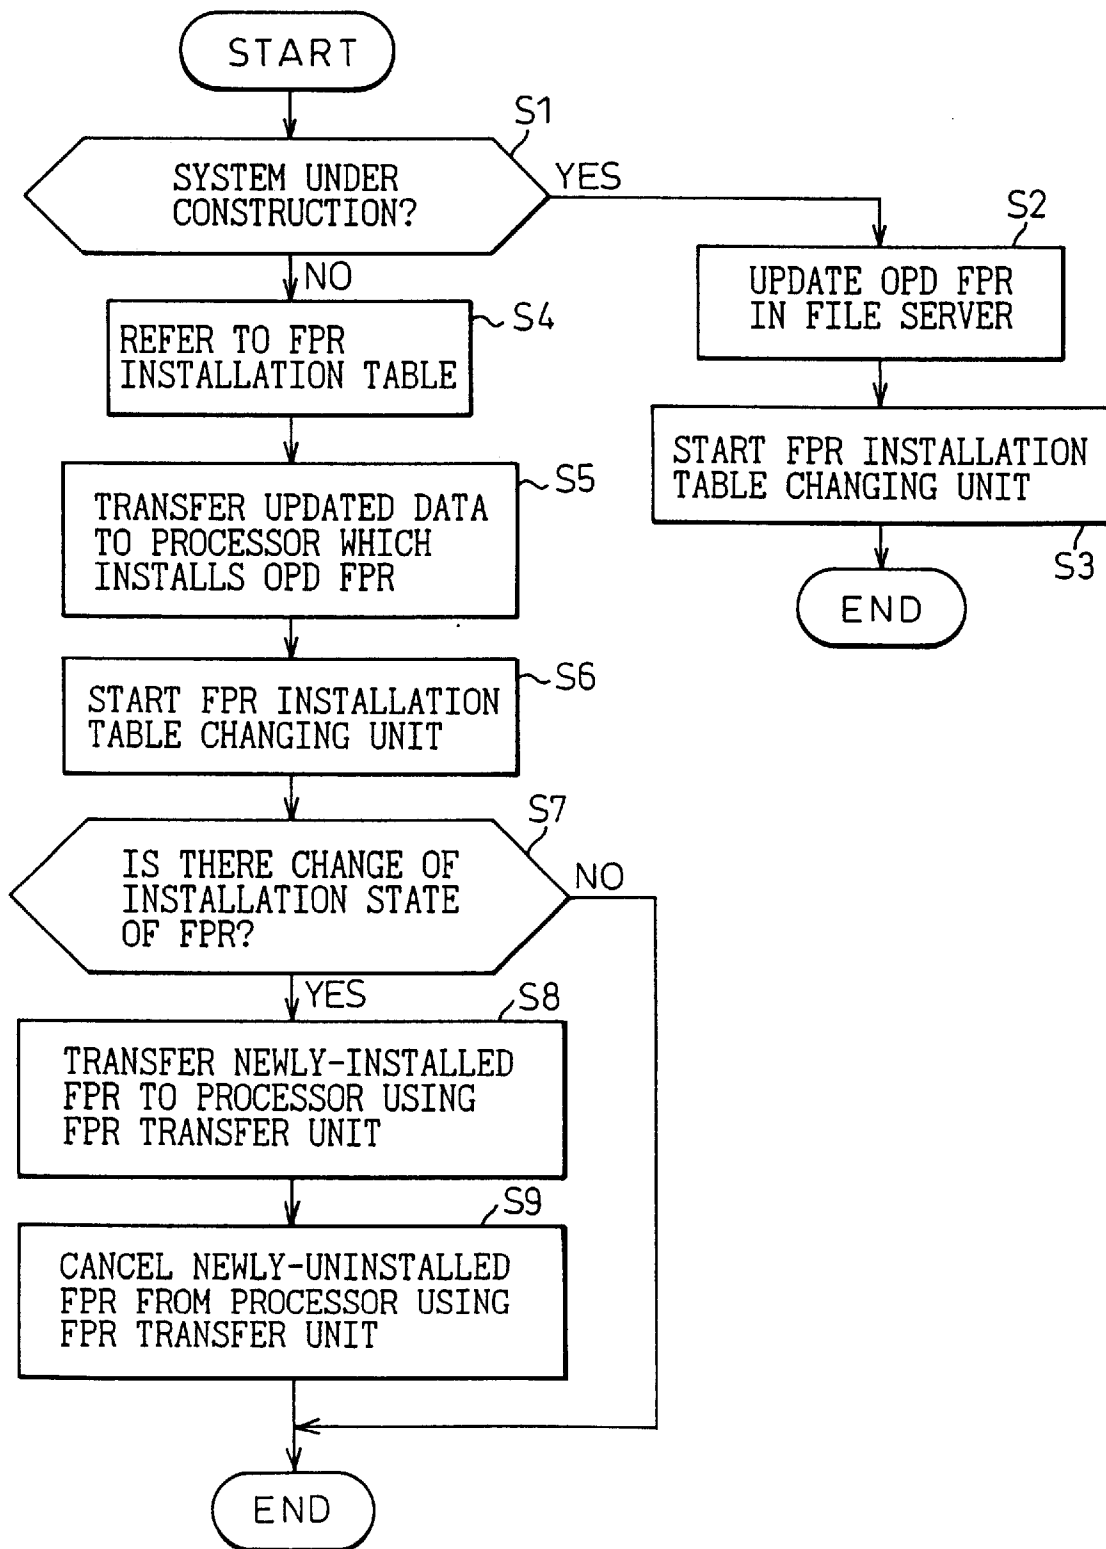 START
S1
SYSTEM UNDER
CONSTRUCTION?
YES
NO
S2
UPDATE OPD FPR
IN FILE SERVER
S4
REFER TO FPR
INSTALLATION TABLE
START FPR INSTALLATION
TABLE CHANGING UNIT
S3
END
S5
TRANSFER UPDATED DATA
TO PROCESSOR WHICH
INSTALLS OPD FPR
S6
START FPR INSTALLATION
TABLE CHANGING UNIT
S7
IS THERE CHANGE OF
INSTALLATION STATE
OF FPR?
NO
YES
S8
TRANSFER NEWLY-INSTALLED
FPR TO PROCESSOR USING
FPR TRANSFER UNIT
S9
CANCEL NEWLY-UNINSTALLED
FPR FROM PROCESSOR USING
FPR TRANSFER UNIT
END